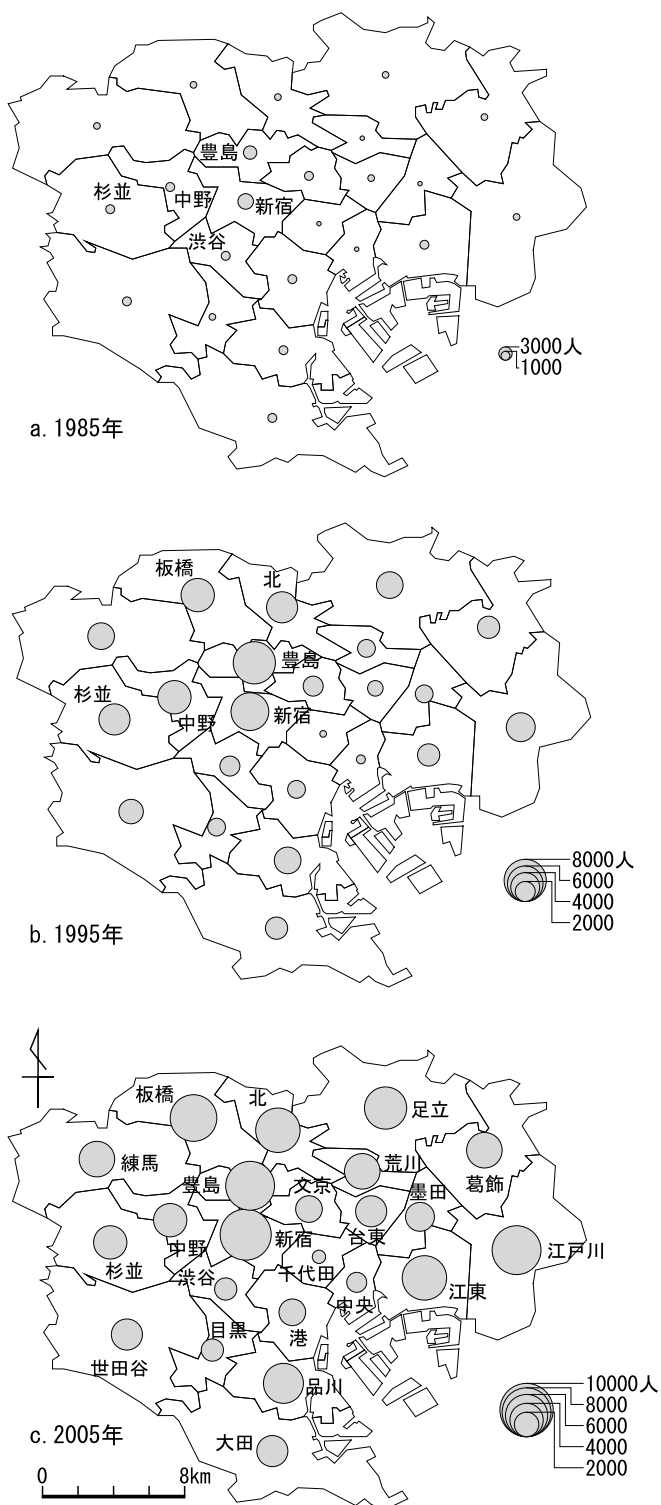 豊島
杉並
中野
新宿
渋谷
3000人
1000
a. 1985年
板橋
北
豊島
杉並
中野
新宿
8000人
6000
4000
2000
b. 1995年
板橋
北
足立
練馬
荒川
豊島
文京
墨田
葛飾
中野
新宿
台東
江戸川
杉並
千代田
渋谷
中央
江東
目黒
港
世田谷
品川
10000人
8000
6000
4000
2000
c. 2005年
大田
0 8km